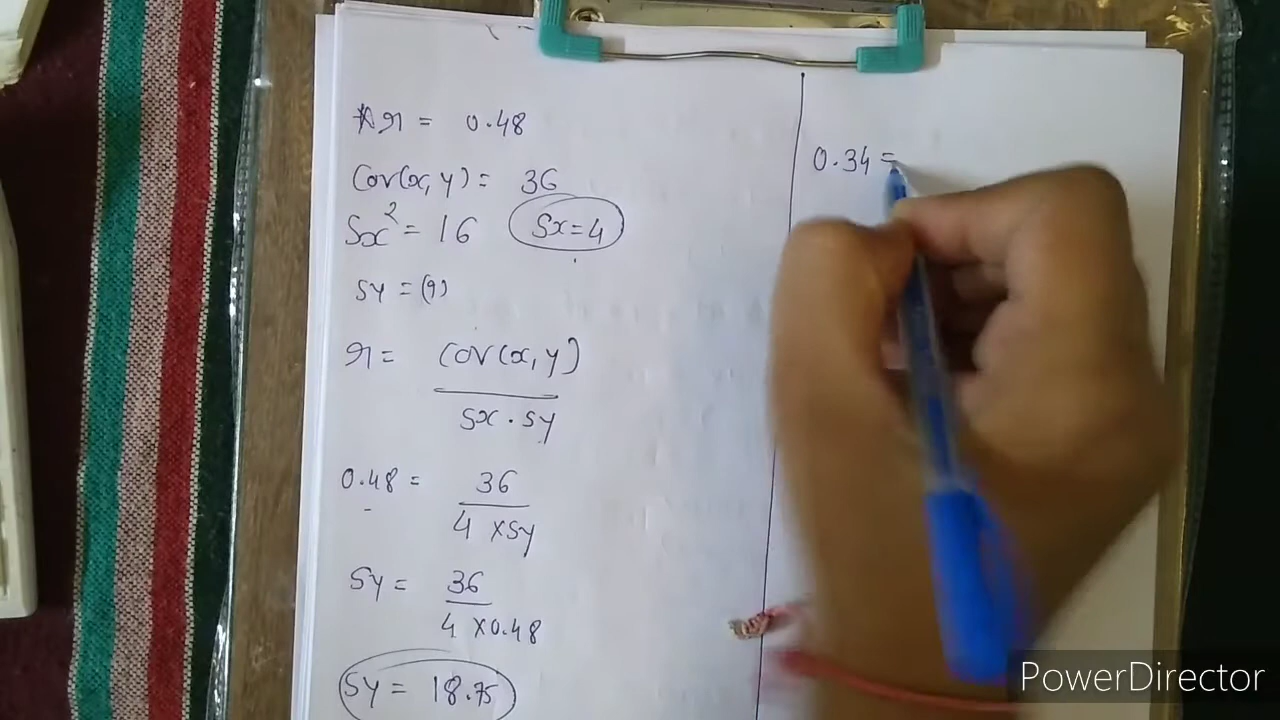 r = 0.48
Cov(x, y) = 36
Sx² = 16 Sx = 4
Sy = (?)
r = Cov(x, y)
Sx . Sy
0.48 = 36
4 × Sy
Sy = 36
4 × 0.48
Sy = 18.75
0.34 =
PowerDirector